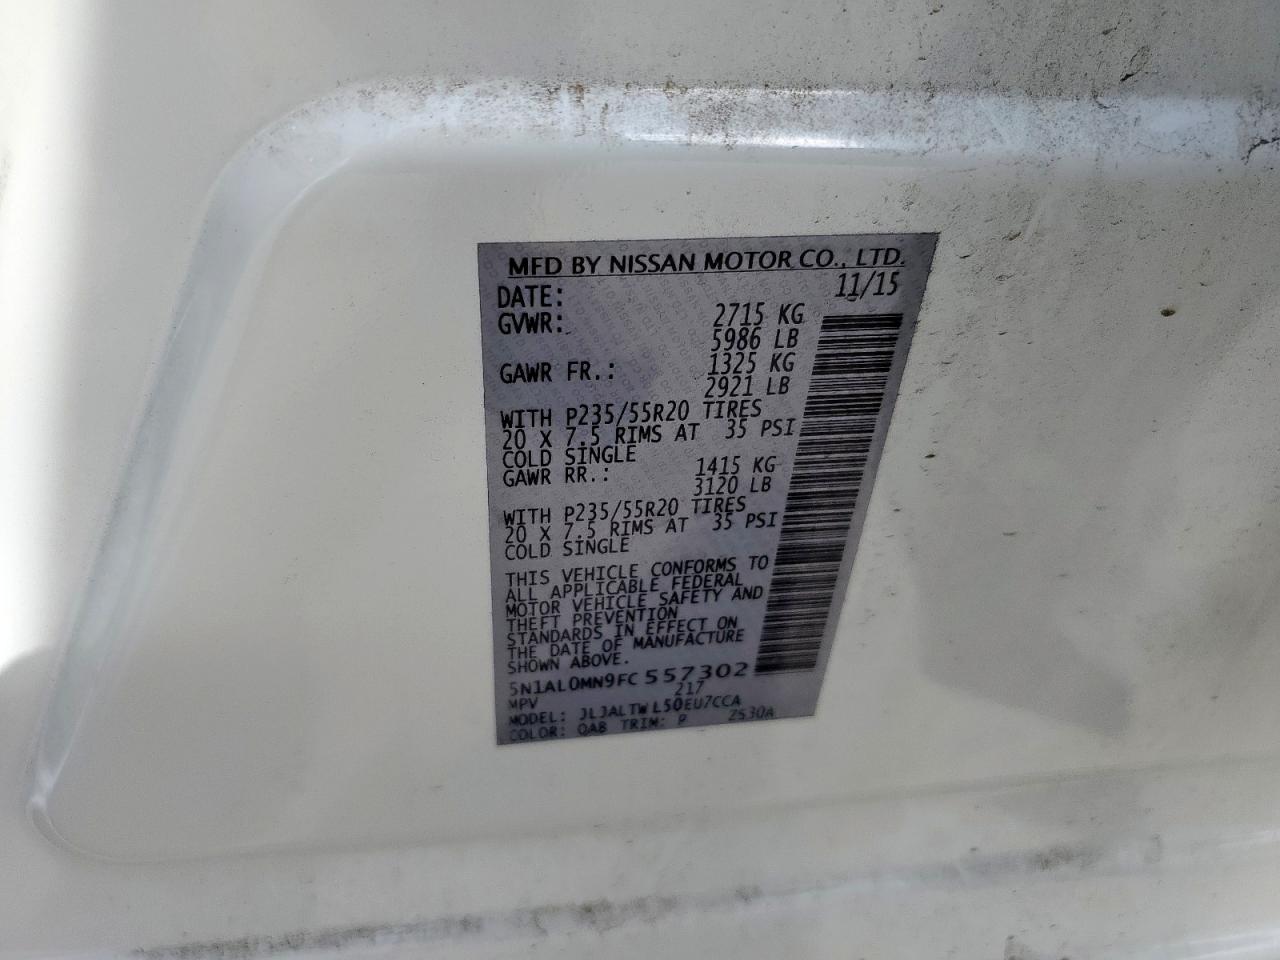 MFD BY NISSAN MOTOR CO., LTD.
DATE: 11/15
GVWR: 2715 KG
5986 LB
GAWR FR.: 1325 KG
2921 LB
WITH P235/55R20 TIRES
20 X 7.5 RIMS AT 35 PSI
COLD SINGLE
GAWR RR.: 1415 KG
3120 LB
WITH P235/55R20 TIRES
20 X 7.5 RIMS AT 35 PSI
COLD SINGLE
THIS VEHICLE CONFORMS TO
ALL APPLICABLE FEDERAL
MOTOR VEHICLE SAFETY AND
THEFT PREVENTION
STANDARDS IN EFFECT ON
THE DATE OF MANUFACTURE
SHOWN ABOVE.
5N1AL0MN9FC557302
MPV 217
MODEL: JLJALTWL50EU7CCA
COLOR: QAB TRIM: P 2530A